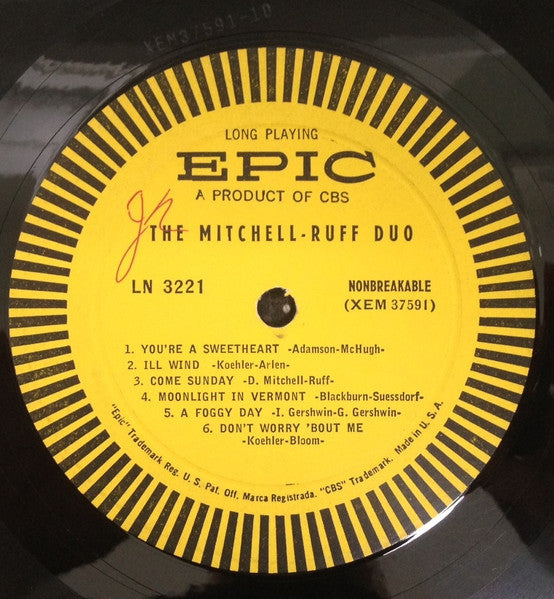 XEM37591-10
LONG PLAYING
EPIC
A PRODUCT OF CBS
THE MITCHELL-RUFF DUO
LN 3221
NONBREAKABLE
(XEM 37591)
1. YOU'RE A SWEETHEART -Adamson-McHugh-
2. ILL WIND -Koehler-Arlen-
3. COME SUNDAY -D. Mitchell-Ruff-
4. MOONLIGHT IN VERMONT -Blackburn-Suessdorf-
5. A FOGGY DAY -I. Gershwin-G. Gershwin-
6. DON'T WORRY 'BOUT ME
-Koehler-Bloom-
"Epic" Trademark Reg. U. S. Pat. Off. Marca Registrada. "CBS" Trademark. Made in U. S. A.